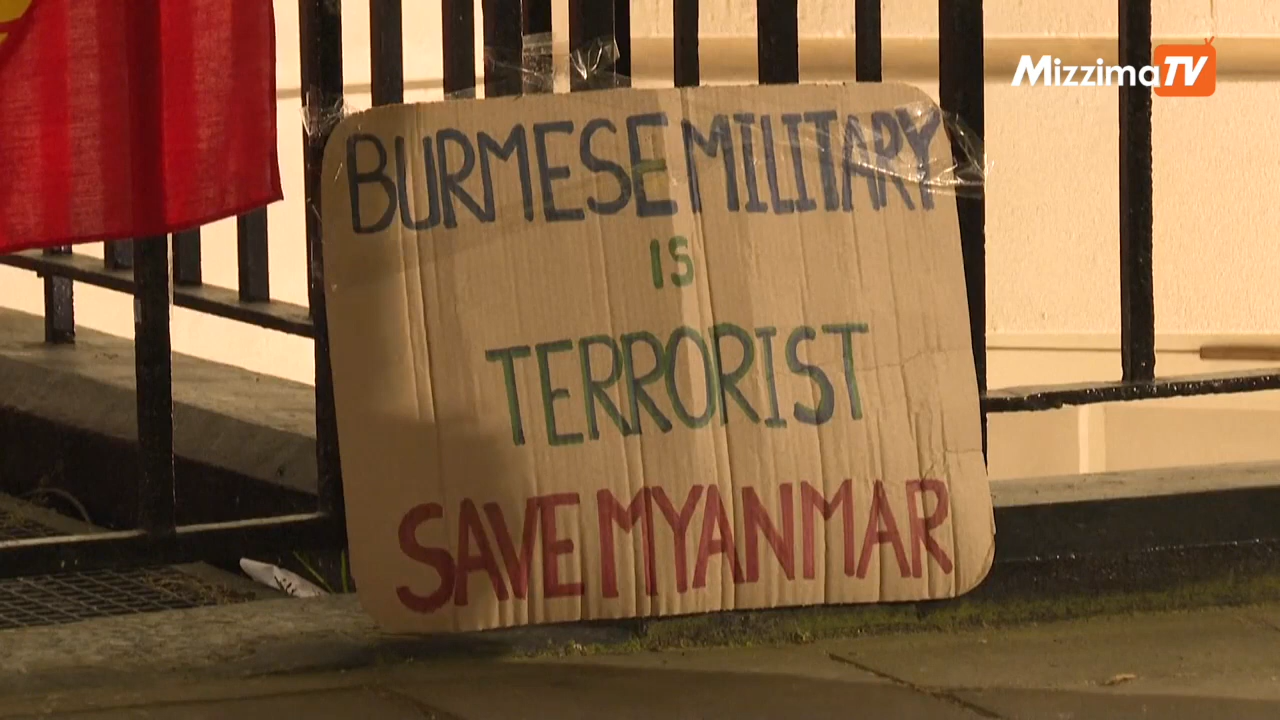 MizzimaTV
BURMESE MILITARY
IS
TERRORIST
SAVE MYANMAR